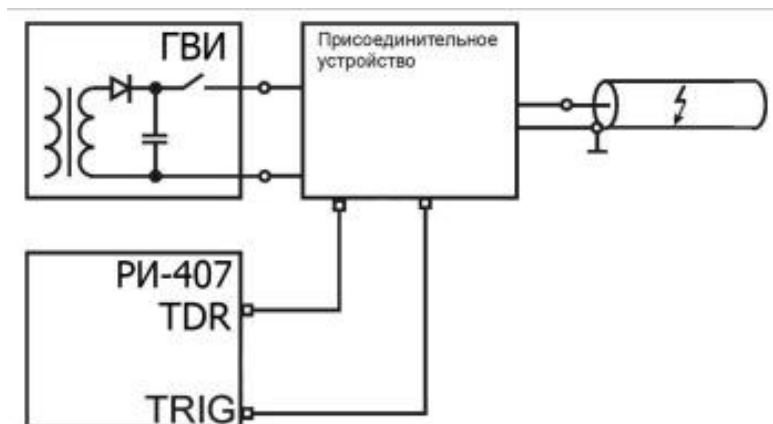 ГВИ
Присоединительное
устройство
РИ-407
TDR
TRIG